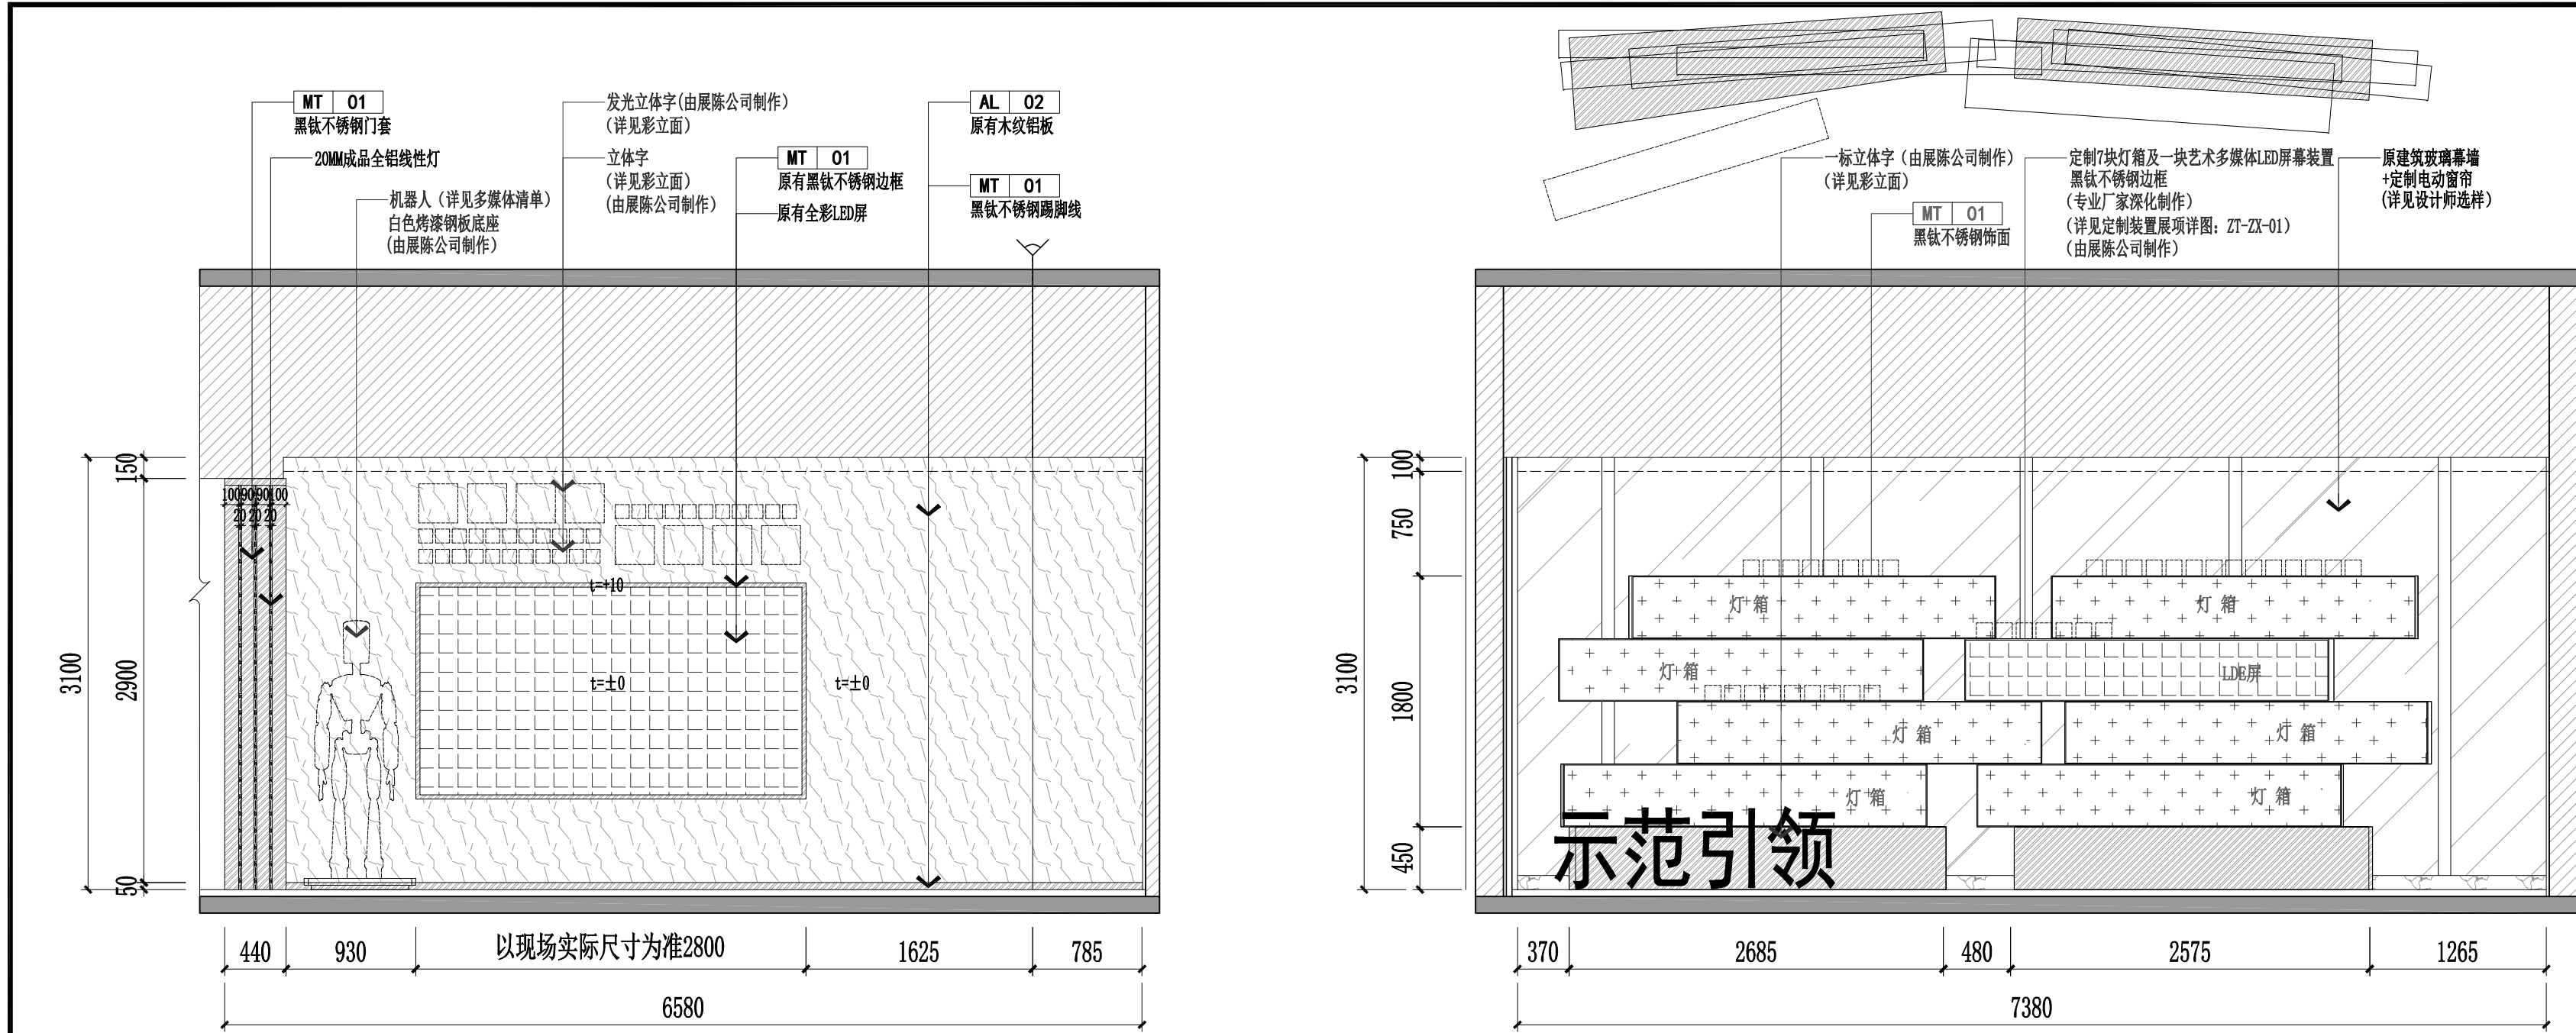 MT 01
黑钛不锈钢门套
20MM成品全铝线性灯
机器人（详见多媒体清单）
白色烤漆钢板底座
(由展陈公司制作)
发光立体字(由展陈公司制作)
(详见彩立面)
立体字
(详见彩立面)
(由展陈公司制作)
MT 01
原有黑钛不锈钢边框
原有全彩LED屏
AL 02
原有木纹铝板
MT 01
黑钛不锈钢踢脚线
3100
150
2900
50
100 90 90 100
20 20 20
t=+10
t=±0
t=±0
440
930
以现场实际尺寸为准2800
1625
785
6580
一标立体字（由展陈公司制作）
(详见彩立面)
MT 01
黑钛不锈钢饰面
定制7块灯箱及一块艺术多媒体LED屏幕装置
黑钛不锈钢边框
(专业厂家深化制作)
(详见定制装置展项详图: ZT-ZX-01)
(由展陈公司制作)
原建筑玻璃幕墙
+定制电动窗帘
(详见设计师选样)
3100
100
750
1800
450
灯箱
灯箱
灯箱
LDE屏
灯箱
灯箱
灯箱
灯箱
示范引领
370
2685
480
2575
1265
7380